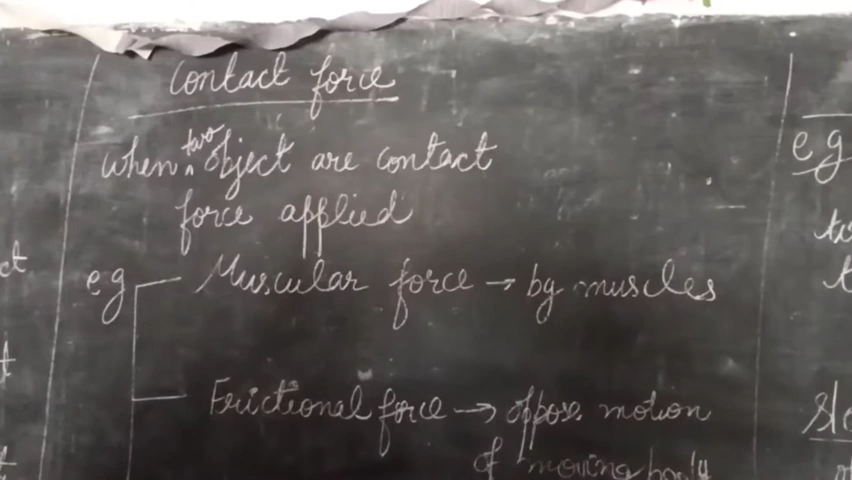 Contact force
when two object are contact
force applied
eg
Muscular force → by muscles
Frictional force → oppose motion
of moving body
eg